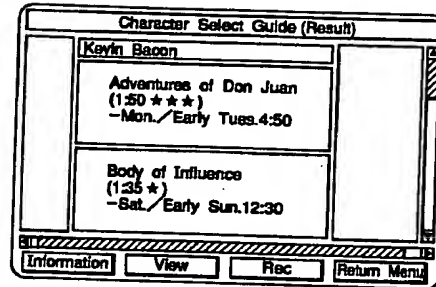 Character Select Guide (Result)
Kevin Bacon
Adventures of Don Juan
(1:50 ★★★)
–Mon./Early Tues.4:50
Body of Influence
(1:35 ★)
–Sat./Early Sun.12:30
Information View Rec Return Menu